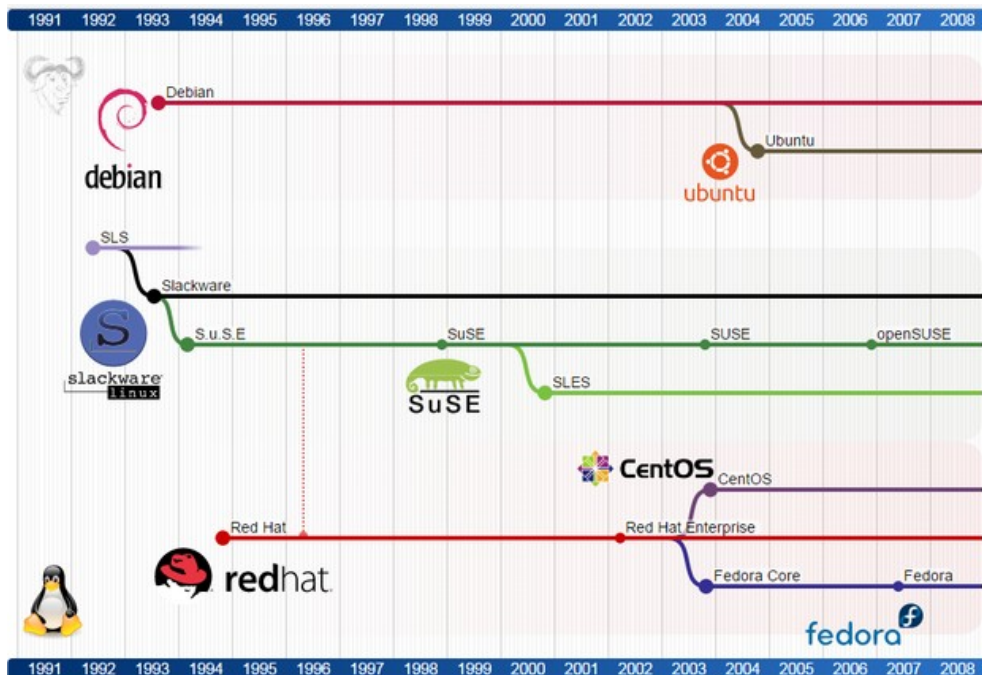 1991 1992 1993 1994 1995 1996 1997 1998 1999 2000 2001 2002 2003 2004 2005 2006 2007 2008
Debian
debian
Ubuntu
ubuntu
SLS
Slackware
S
slackware
linux
S.u.S.E
SuSE
SUSE
openSUSE
SuSE
SLES
CentOS
CentOS
Red Hat
Red Hat Enterprise
redhat.
Fedora Core
Fedora
fedora
1991 1992 1993 1994 1995 1996 1997 1998 1999 2000 2001 2002 2003 2004 2005 2006 2007 2008